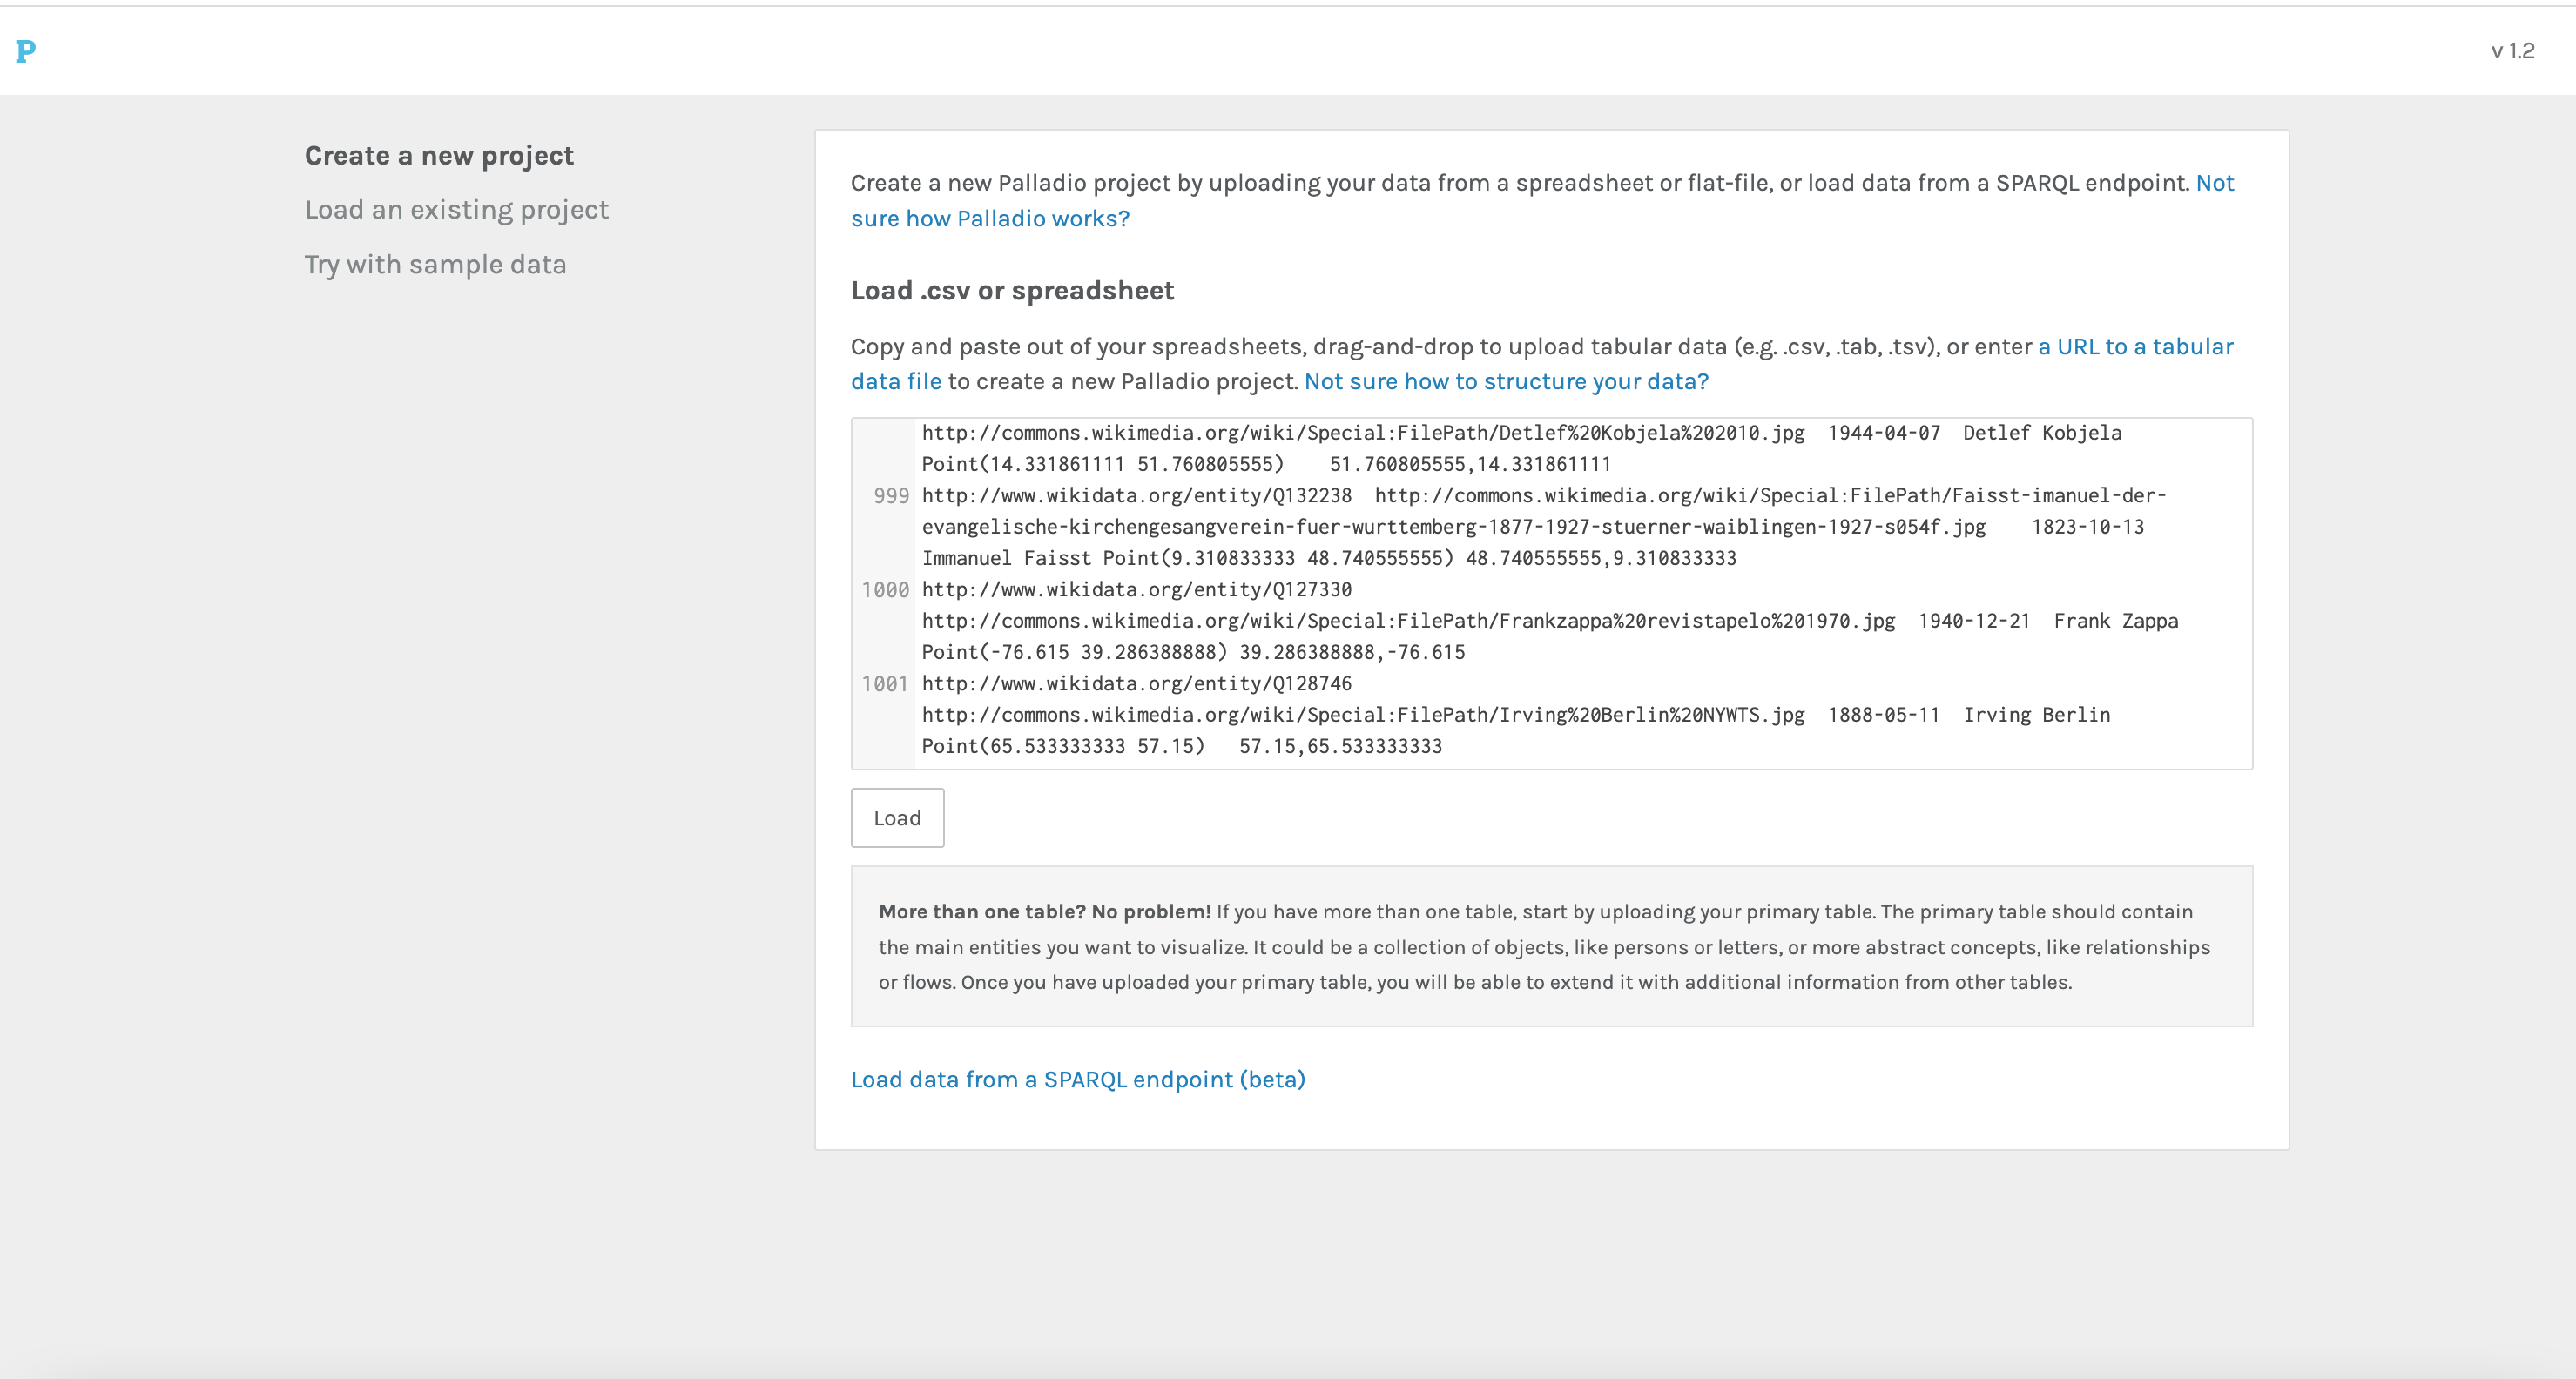 P
v 1.2
Create a new project
Load an existing project
Try with sample data
Create a new Palladio project by uploading your data from a spreadsheet or flat-file, or load data from a SPARQL endpoint. Not
sure how Palladio works?
Load .csv or spreadsheet
Copy and paste out of your spreadsheets, drag-and-drop to upload tabular data (e.g. .csv, .tab, .tsv), or enter a URL to a tabular
data file to create a new Palladio project. Not sure how to structure your data?
http://commons.wikimedia.org/wiki/Special:FilePath/Detlef%20Kobjela%202010.jpg 1944-04-07 Detlef Kobjela
Point(14.331861111 51.760805555) 51.760805555,14.331861111
999 http://www.wikidata.org/entity/Q132238 http://commons.wikimedia.org/wiki/Special:FilePath/Faisst-imanuel-der-
evangelische-kirchengesangverein-fuer-wurttemberg-1877-1927-stuerner-waiblingen-1927-s054f.jpg 1823-10-13
Immanuel Faisst Point(9.310833333 48.740555555) 48.740555555,9.310833333
1000 http://www.wikidata.org/entity/Q127330
http://commons.wikimedia.org/wiki/Special:FilePath/Frankzappa%20revistapelo%201970.jpg 1940-12-21 Frank Zappa
Point(-76.615 39.286388888) 39.286388888,-76.615
1001 http://www.wikidata.org/entity/Q128746
http://commons.wikimedia.org/wiki/Special:FilePath/Irving%20Berlin%20NYWTS.jpg 1888-05-11 Irving Berlin
Point(65.533333333 57.15) 57.15,65.533333333
Load
More than one table? No problem! If you have more than one table, start by uploading your primary table. The primary table should contain
the main entities you want to visualize. It could be a collection of objects, like persons or letters, or more abstract concepts, like relationships
or flows. Once you have uploaded your primary table, you will be able to extend it with additional information from other tables.
Load data from a SPARQL endpoint (beta)